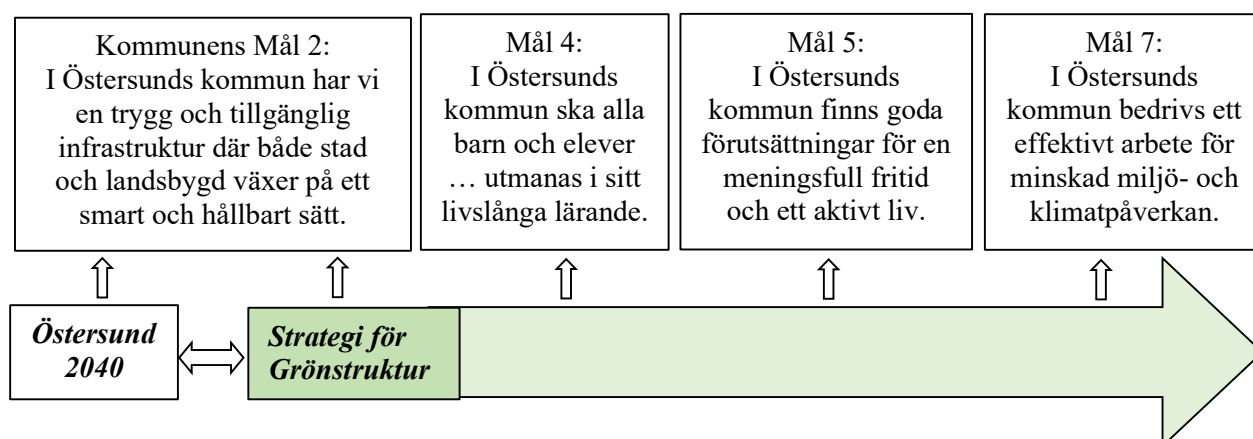 Kommunens Mål 2:
I Östersunds kommun har vi
en trygg och tillgänglig
infrastruktur där både stad
och landsbygd växer på ett
smart och hållbart sätt.
Mål 4:
I Östersunds
kommun ska alla
barn och elever
… utmanas i sitt
livslånga lärande.
Mål 5:
I Östersunds
kommun finns goda
förutsättningar för en
meningsfull fritid
och ett aktivt liv.
Mål 7:
I Östersunds
kommun bedrivs ett
effektivt arbete för
minskad miljö- och
klimatpåverkan.
Östersund
2040
Strategi för
Grönstruktur